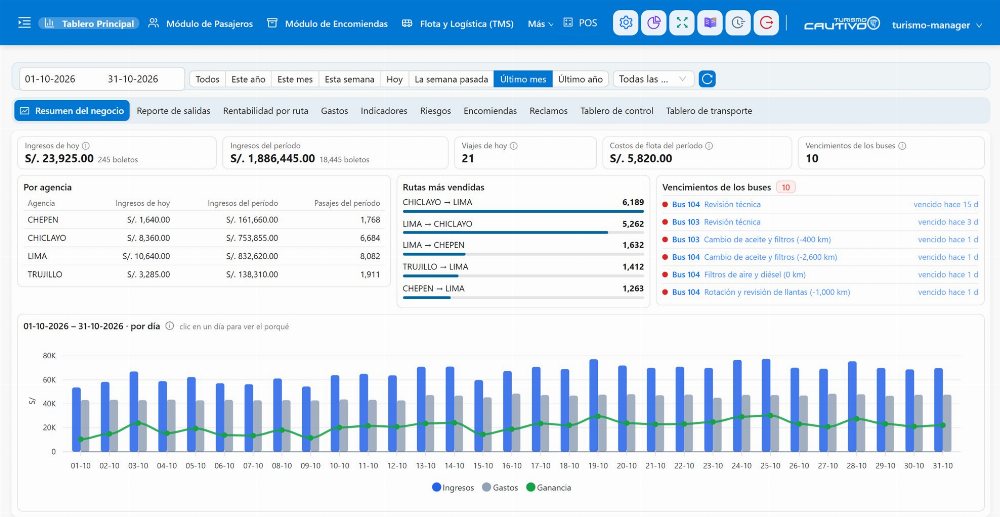 Tablero Principal Módulo de Pasajeros Módulo de Encomiendas Flota y Logística (TMS) Más POS TURISMO CAUTIVO turismo-manager
01-10-2026 31-10-2026 Todos Este año Este mes Esta semana Hoy La semana pasada Último mes Último año Todas las ...
Resumen del negocio Reporte de salidas Rentabilidad por ruta Gastos Indicadores Riesgos Encomiendas Reclamos Tablero de control Tablero de transporte
Ingresos de hoy
S/. 23,925.00 245 boletos
Ingresos del período
S/. 1,886,445.00 18,445 boletos
Viajes de hoy
21
Costos de flota del período
S/. 5,820.00
Vencimientos de los buses
10
Por agencia
Agencia Ingresos de hoy Ingresos del período Pasajes del período
CHEPEN S/. 1,640.00 S/. 161,660.00 1,768
CHICLAYO S/. 8,360.00 S/. 753,855.00 6,684
LIMA S/. 10,640.00 S/. 832,620.00 8,082
TRUJILLO S/. 3,285.00 S/. 138,310.00 1,911
Rutas más vendidas
CHICLAYO → LIMA 6,189
LIMA → CHICLAYO 5,262
LIMA → CHEPEN 1,632
TRUJILLO → LIMA 1,412
CHEPEN → LIMA 1,263
Vencimientos de los buses 10
Bus 104 Revisión técnica vencido hace 15 d
Bus 103 Revisión técnica vencido hace 3 d
Bus 103 Cambio de aceite y filtros (-400 km) vencido hace 1 d
Bus 104 Cambio de aceite y filtros (-2,600 km) vencido hace 1 d
Bus 104 Filtros de aire y diésel (0 km) vencido hace 1 d
Bus 104 Rotación y revisión de llantas (-1,000 km) vencido hace 1 d
01-10-2026 – 31-10-2026 · por día clic en un día para ver el porqué
80K
60K
40K
20K
0
S/
01-10 02-10 03-10 04-10 05-10 06-10 07-10 08-10 09-10 10-10 11-10 12-10 13-10 14-10 15-10 16-10 17-10 18-10 19-10 20-10 21-10 22-10 23-10 24-10 25-10 26-10 27-10 28-10 29-10 30-10 31-10
Ingresos Gastos Ganancia